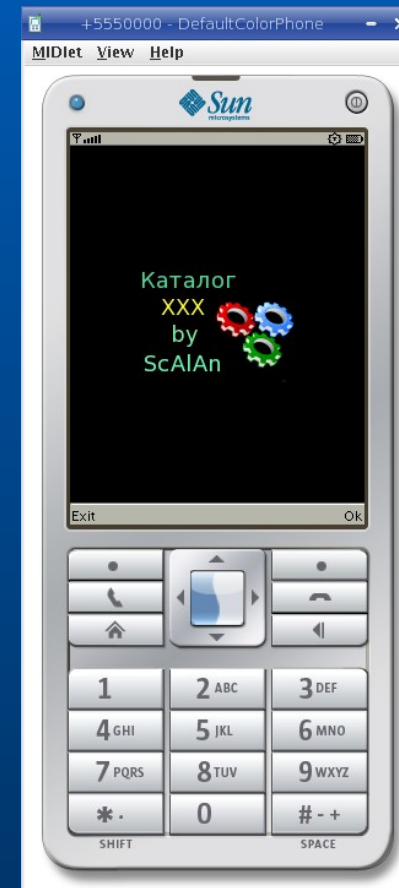 +5550000 - DefaultColorPhone
MIDlet View Help
Sun
microsystems
Каталог
XXX
by
ScAlAn
Exit Ok
1 2 ABC 3 DEF
4 GHI 5 JKL 6 MNO
7 PQRS 8 TUV 9 WXYZ
* . 0 # - +
SHIFT SPACE